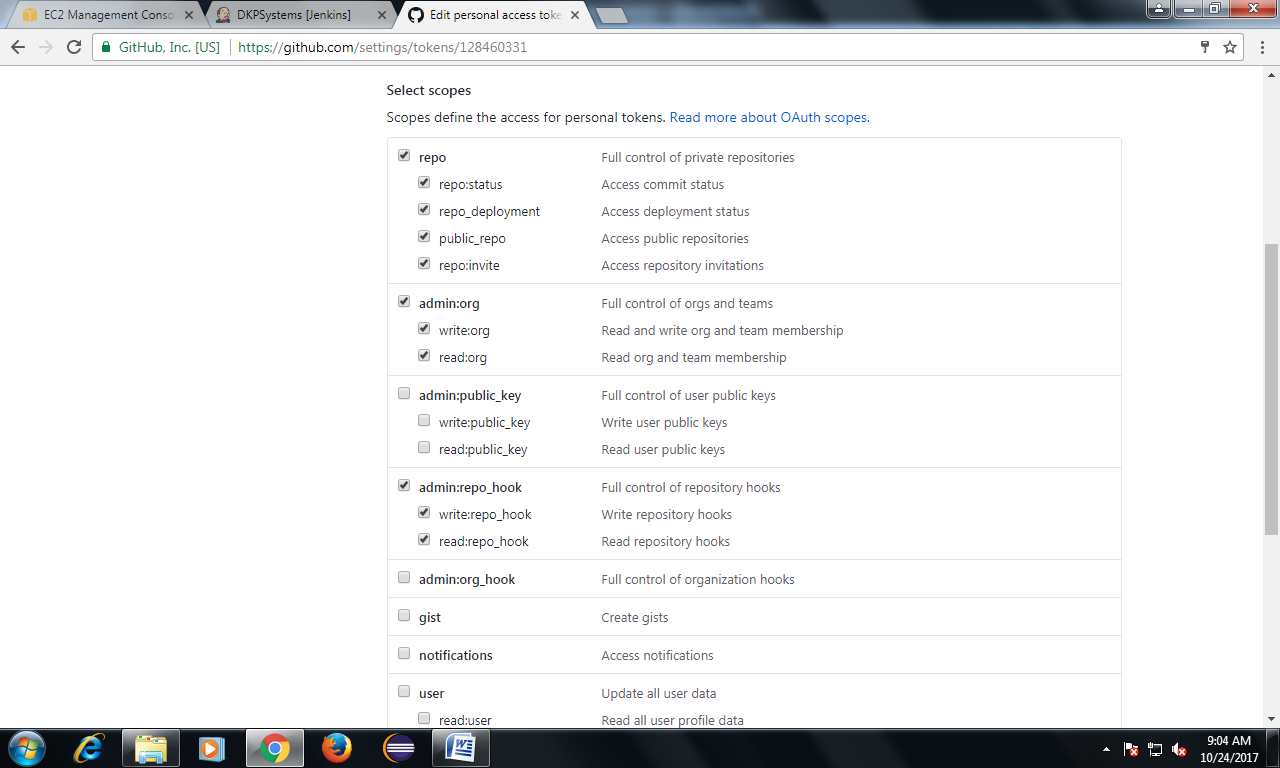 EC2 Management Conso
DKPSystems [Jenkins]
Edit personal access toke
GitHub, Inc. [US] https://github.com/settings/tokens/128460331
Select scopes
Scopes define the access for personal tokens. Read more about OAuth scopes.
repo Full control of private repositories
repo:status Access commit status
repo_deployment Access deployment status
public_repo Access public repositories
repo:invite Access repository invitations
admin:org Full control of orgs and teams
write:org Read and write org and team membership
read:org Read org and team membership
admin:public_key Full control of user public keys
write:public_key Write user public keys
read:public_key Read user public keys
admin:repo_hook Full control of repository hooks
write:repo_hook Write repository hooks
read:repo_hook Read repository hooks
admin:org_hook Full control of organization hooks
gist Create gists
notifications Access notifications
user Update all user data
read:user Read all user profile data
9:04 AM
10/24/2017